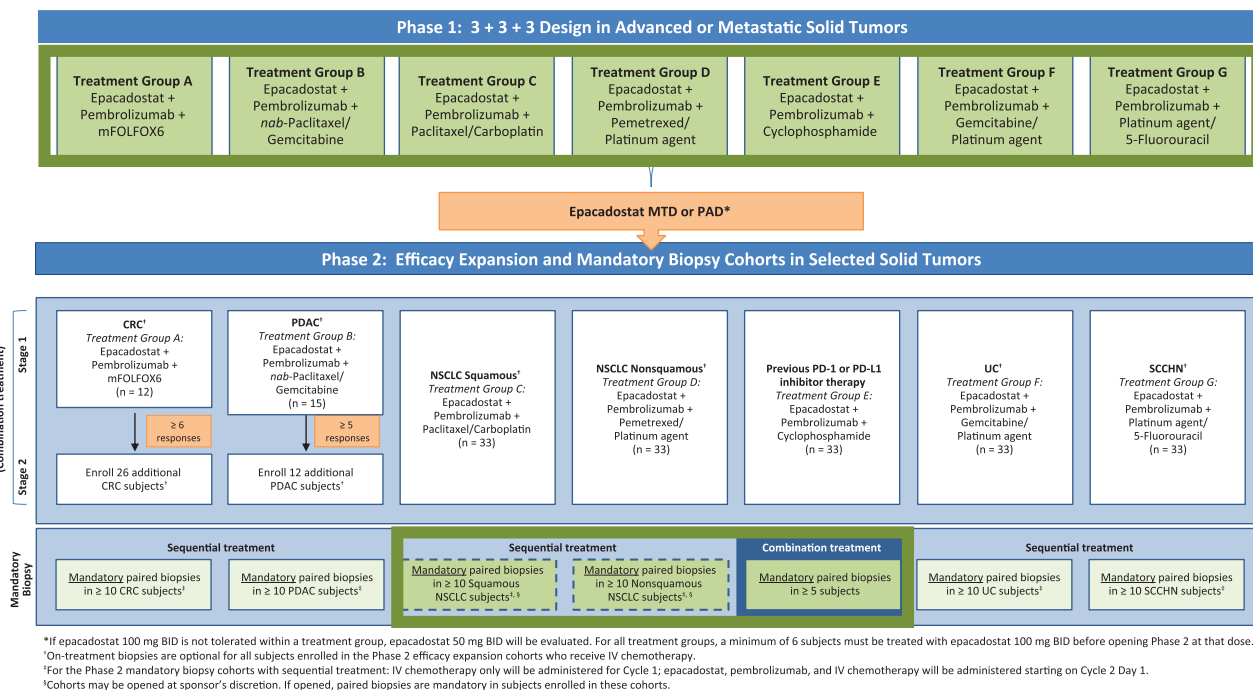 Phase 1: 3 + 3 + 3 Design in Advanced or Metastatic Solid Tumors
Treatment Group A
Epacadostat +
Pembrolizumab +
mFOLFOX6
Treatment Group B
Epacadostat +
Pembrolizumab +
nab-Paclitaxel/
Gemcitabine
Treatment Group C
Epacadostat +
Pembrolizumab +
Paclitaxel/Carboplatin
Treatment Group D
Epacadostat +
Pembrolizumab +
Pemetrexed/
Platinum agent
Treatment Group E
Epacadostat +
Pembrolizumab +
Cyclophosphamide
Treatment Group F
Epacadostat +
Pembrolizumab +
Gemcitabine/
Platinum agent
Treatment Group G
Epacadostat +
Pembrolizumab +
Platinum agent/
5-Fluorouracil
Epacadostat MTD or PAD*
Phase 2: Efficacy Expansion and Mandatory Biopsy Cohorts in Selected Solid Tumors
(Combination treatment)
Stage 1
CRC†
Treatment Group A:
Epacadostat +
Pembrolizumab +
mFOLFOX6
(n = 12)
PDAC†
Treatment Group B:
Epacadostat +
Pembrolizumab +
nab-Paclitaxel/
Gemcitabine
(n = 15)
NSCLC Squamous†
Treatment Group C:
Epacadostat +
Pembrolizumab +
Paclitaxel/Carboplatin
(n = 33)
NSCLC Nonsquamous†
Treatment Group D:
Epacadostat +
Pembrolizumab +
Pemetrexed/
Platinum agent
(n = 33)
Previous PD-1 or PD-L1
inhibitor therapy
Treatment Group E:
Epacadostat +
Pembrolizumab +
Cyclophosphamide
(n = 33)
UC†
Treatment Group F:
Epacadostat +
Pembrolizumab +
Gemcitabine/
Platinum agent
(n = 33)
SCCHN†
Treatment Group G:
Epacadostat +
Pembrolizumab +
Platinum agent/
5-Fluorouracil
(n = 33)
≥ 6
responses
≥ 5
responses
Stage 2
Enroll 26 additional
CRC subjects†
Enroll 12 additional
PDAC subjects†
Mandatory
Biopsy
Sequential treatment
Mandatory paired biopsies
in ≥ 10 CRC subjects‡
Mandatory paired biopsies
in ≥ 10 PDAC subjects‡
Sequential treatment
Mandatory paired biopsies
in ≥ 10 Squamous
NSCLC subjects‡, §
Mandatory paired biopsies
in ≥ 10 Nonsquamous
NSCLC subjects‡, §
Combination treatment
Mandatory paired biopsies
in ≥ 5 subjects
Sequential treatment
Mandatory paired biopsies
in ≥ 10 UC subjects‡
Mandatory paired biopsies
in ≥ 10 SCCHN subjects‡
*If epacadostat 100 mg BID is not tolerated within a treatment group, epacadostat 50 mg BID will be evaluated. For all treatment groups, a minimum of 6 subjects must be treated with epacadostat 100 mg BID before opening Phase 2 at that dose.
†On-treatment biopsies are optional for all subjects enrolled in the Phase 2 efficacy expansion cohorts who receive IV chemotherapy.
‡For the Phase 2 mandatory biopsy cohorts with sequential treatment: IV chemotherapy only will be administered for Cycle 1; epacadostat, pembrolizumab, and IV chemotherapy will be administered starting on Cycle 2 Day 1.
§Cohorts may be opened at sponsor's discretion. If opened, paired biopsies are mandatory in subjects enrolled in these cohorts.